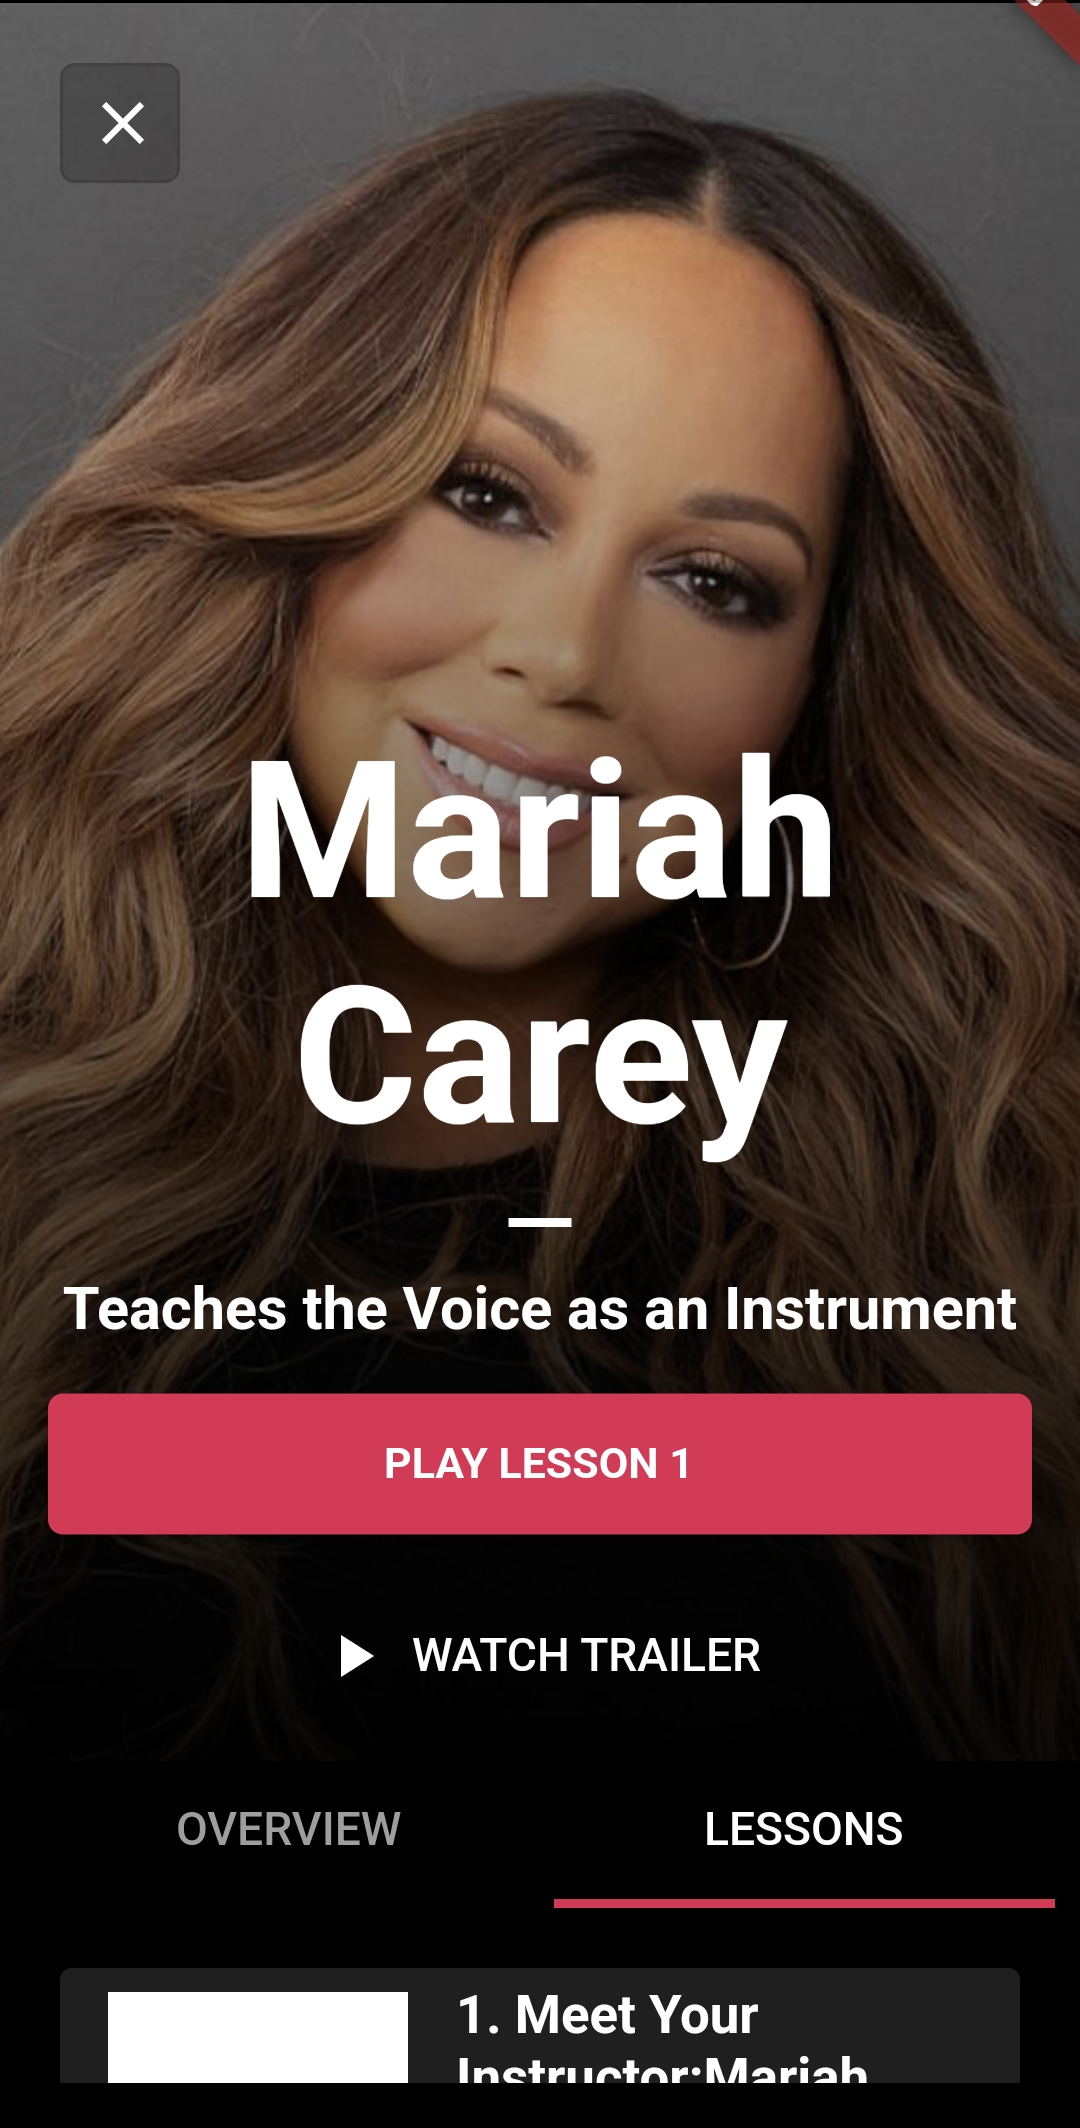 Mariah
Carey
Teaches the Voice as an Instrument
PLAY LESSON 1
WATCH TRAILER
OVERVIEW
LESSONS
1. Meet Your
Instructor:Mariah